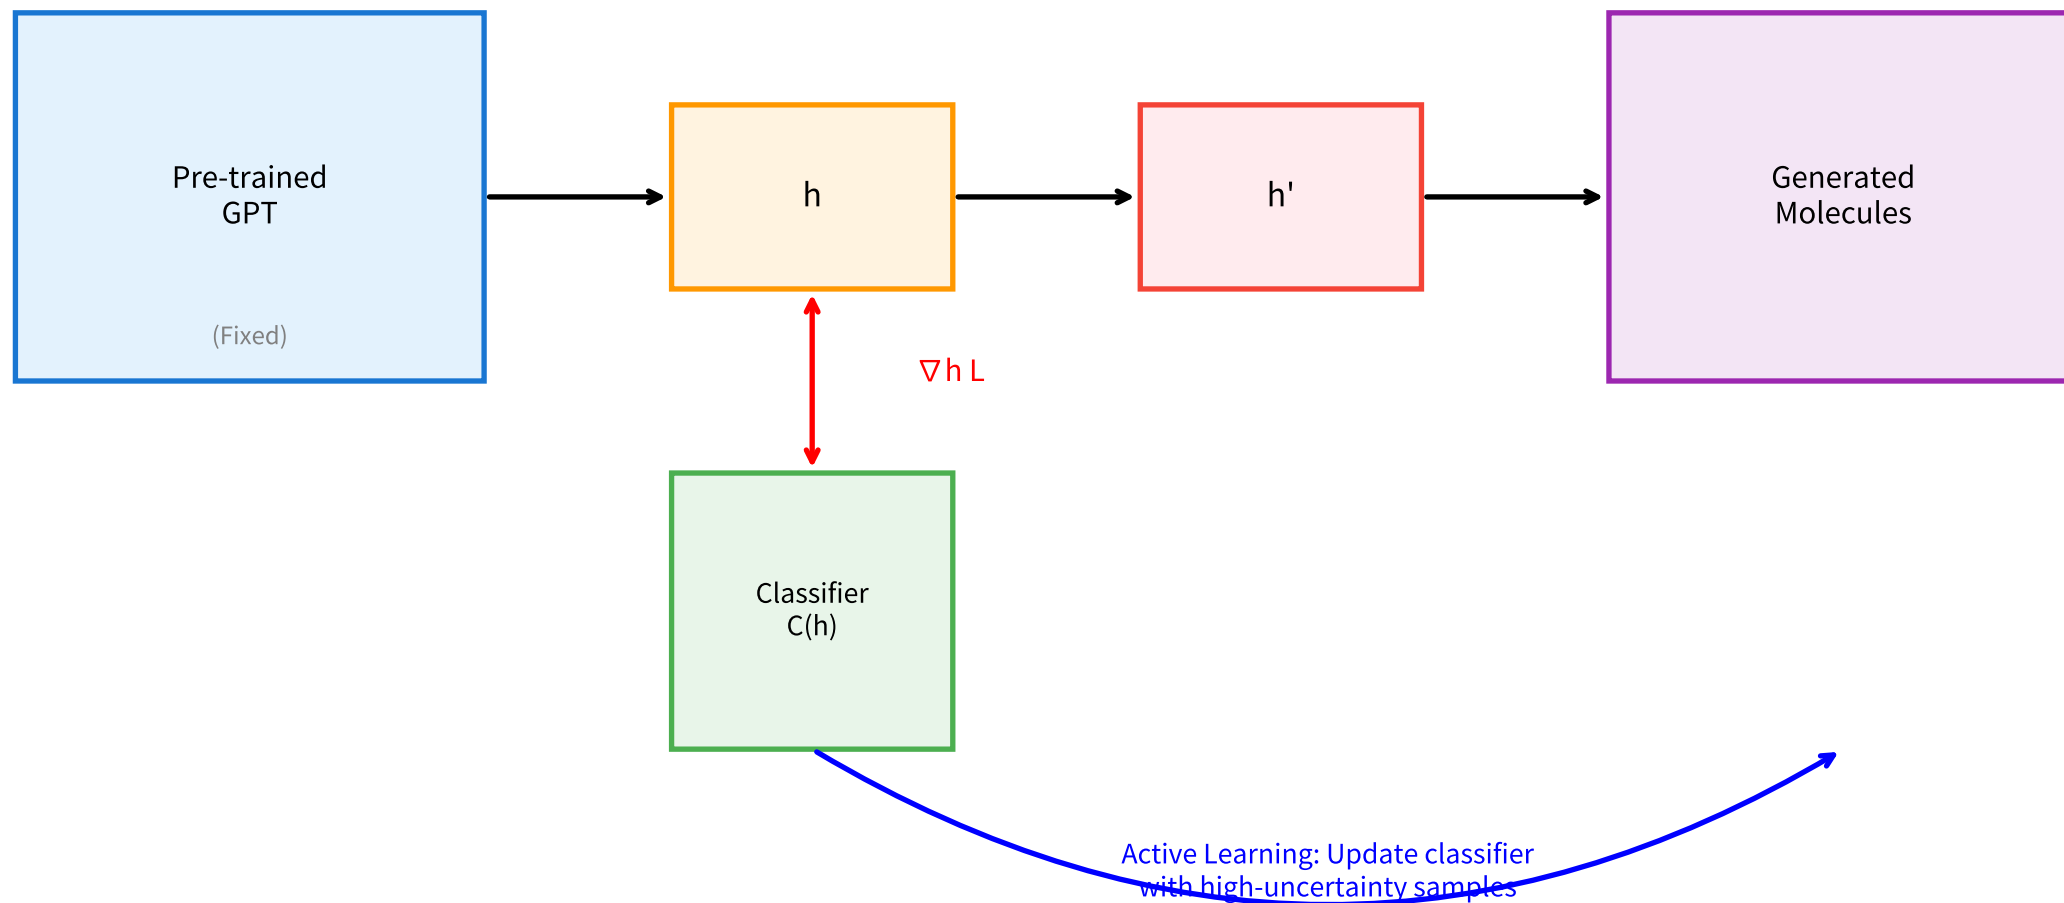 Pre-trained
GPT
(Fixed)
h
h'
Generated
Molecules
∇h L
Classifier
C(h)
Active Learning: Update classifier
with high-uncertainty samples